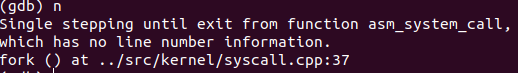 (gdb) n
Single stepping until exit from function asm_system_call,
which has no line number information.
fork () at ../src/kernel/syscall.cpp:37